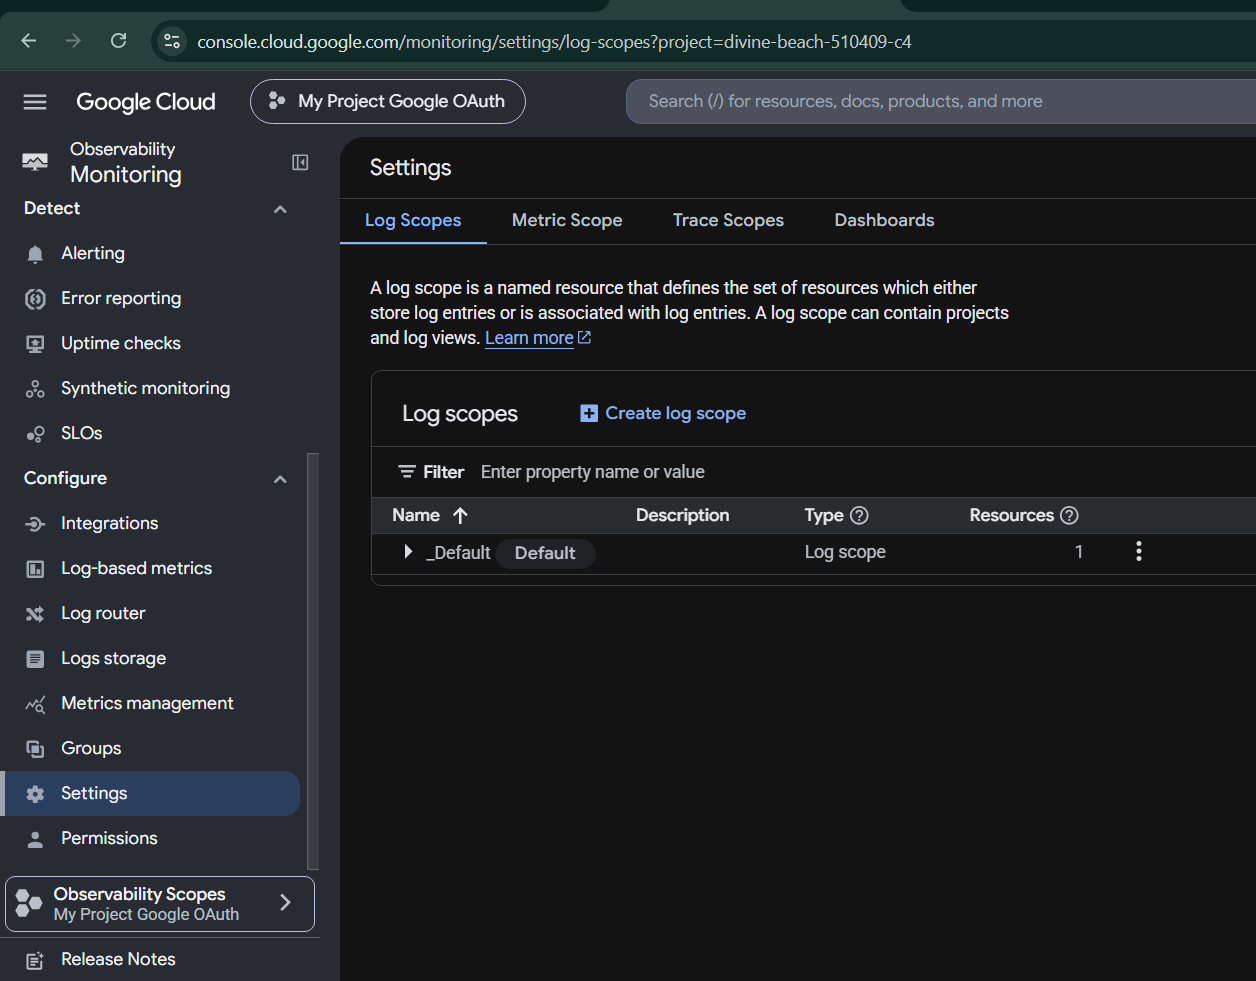 console.cloud.google.com/monitoring/settings/log-scopes?project=divine-beach-510409-c4
Google Cloud
My Project Google OAuth
Search (/) for resources, docs, products, and more
Observability
Monitoring
Detect
Alerting
Error reporting
Uptime checks
Synthetic monitoring
SLOs
Configure
Integrations
Log-based metrics
Log router
Logs storage
Metrics management
Groups
Settings
Permissions
Observability Scopes
My Project Google OAuth
Release Notes
Settings
Log Scopes
Metric Scope
Trace Scopes
Dashboards
A log scope is a named resource that defines the set of resources which either
store log entries or is associated with log entries. A log scope can contain projects
and log views. Learn more
Log scopes
Create log scope
Filter Enter property name or value
Name Description Type Resources
_Default Default Log scope 1